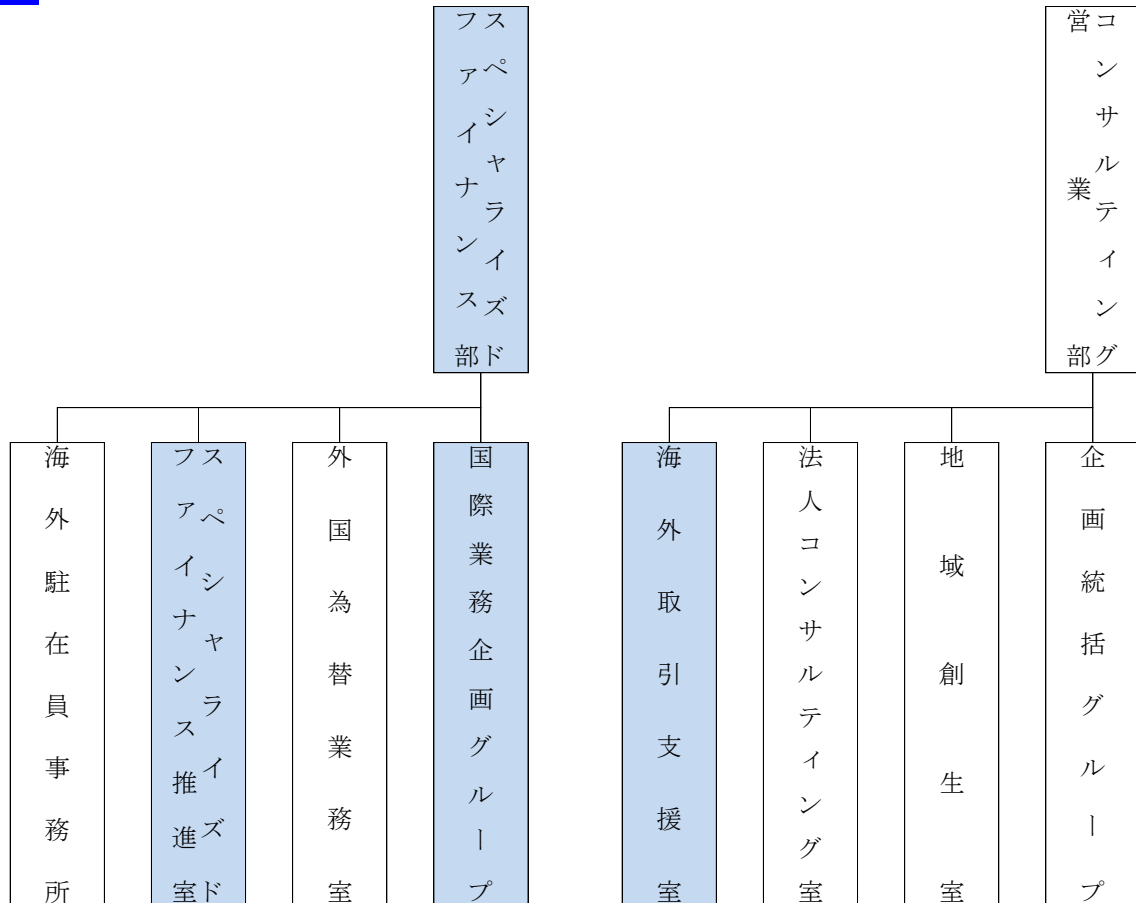 コンサルティング
営業部
スペシャライズド
ファイナンス部
企画統括グループ
地域創生室
法人コンサルティング室
海外取引支援室
国際業務企画グループ
外国為替業務室
スペシャライズド
ファイナンス推進室
海外駐在員事務所